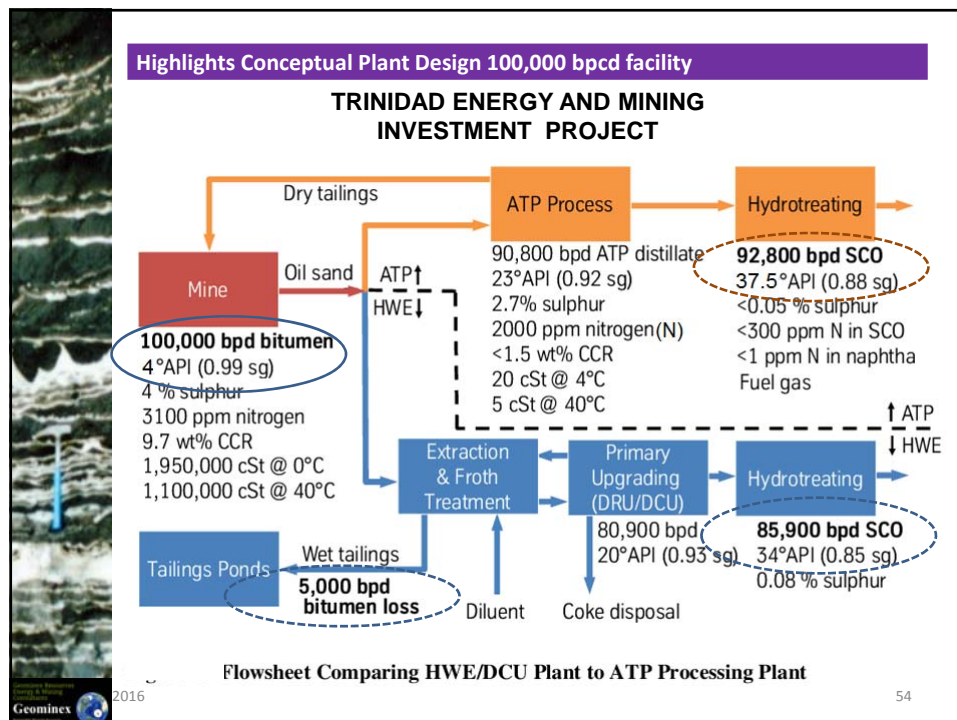 Highlights Conceptual Plant Design 100,000 bpcd facility
TRINIDAD ENERGY AND MINING
INVESTMENT PROJECT
Dry tailings
ATP Process
Hydrotreating
Mine
Oil sand
ATP↑
HWE↓
90,800 bpd ATP distillate
23°API (0.92 sg)
2.7% sulphur
2000 ppm nitrogen(N)
<1.5 wt% CCR
20 cSt @ 4°C
5 cSt @ 40°C
92,800 bpd SCO
37.5°API (0.88 sg)
<0.05 % sulphur
<300 ppm N in SCO
<1 ppm N in naphtha
Fuel gas
100,000 bpd bitumen
4°API (0.99 sg)
4 % sulphur
3100 ppm nitrogen
9.7 wt% CCR
1,950,000 cSt @ 0°C
1,100,000 cSt @ 40°C
↑ ATP
↓ HWE
Extraction
& Froth
Treatment
Primary
Upgrading
(DRU/DCU)
Hydrotreating
80,900 bpd
20°API (0.93 sg)
85,900 bpd SCO
34°API (0.85 sg)
0.08 % sulphur
Tailings Ponds
Wet tailings
5,000 bpd
bitumen loss
Diluent
Coke disposal
Flowsheet Comparing HWE/DCU Plant to ATP Processing Plant
Geominex Resources
Energy & Mining
Consultants
Geominex
2016
54